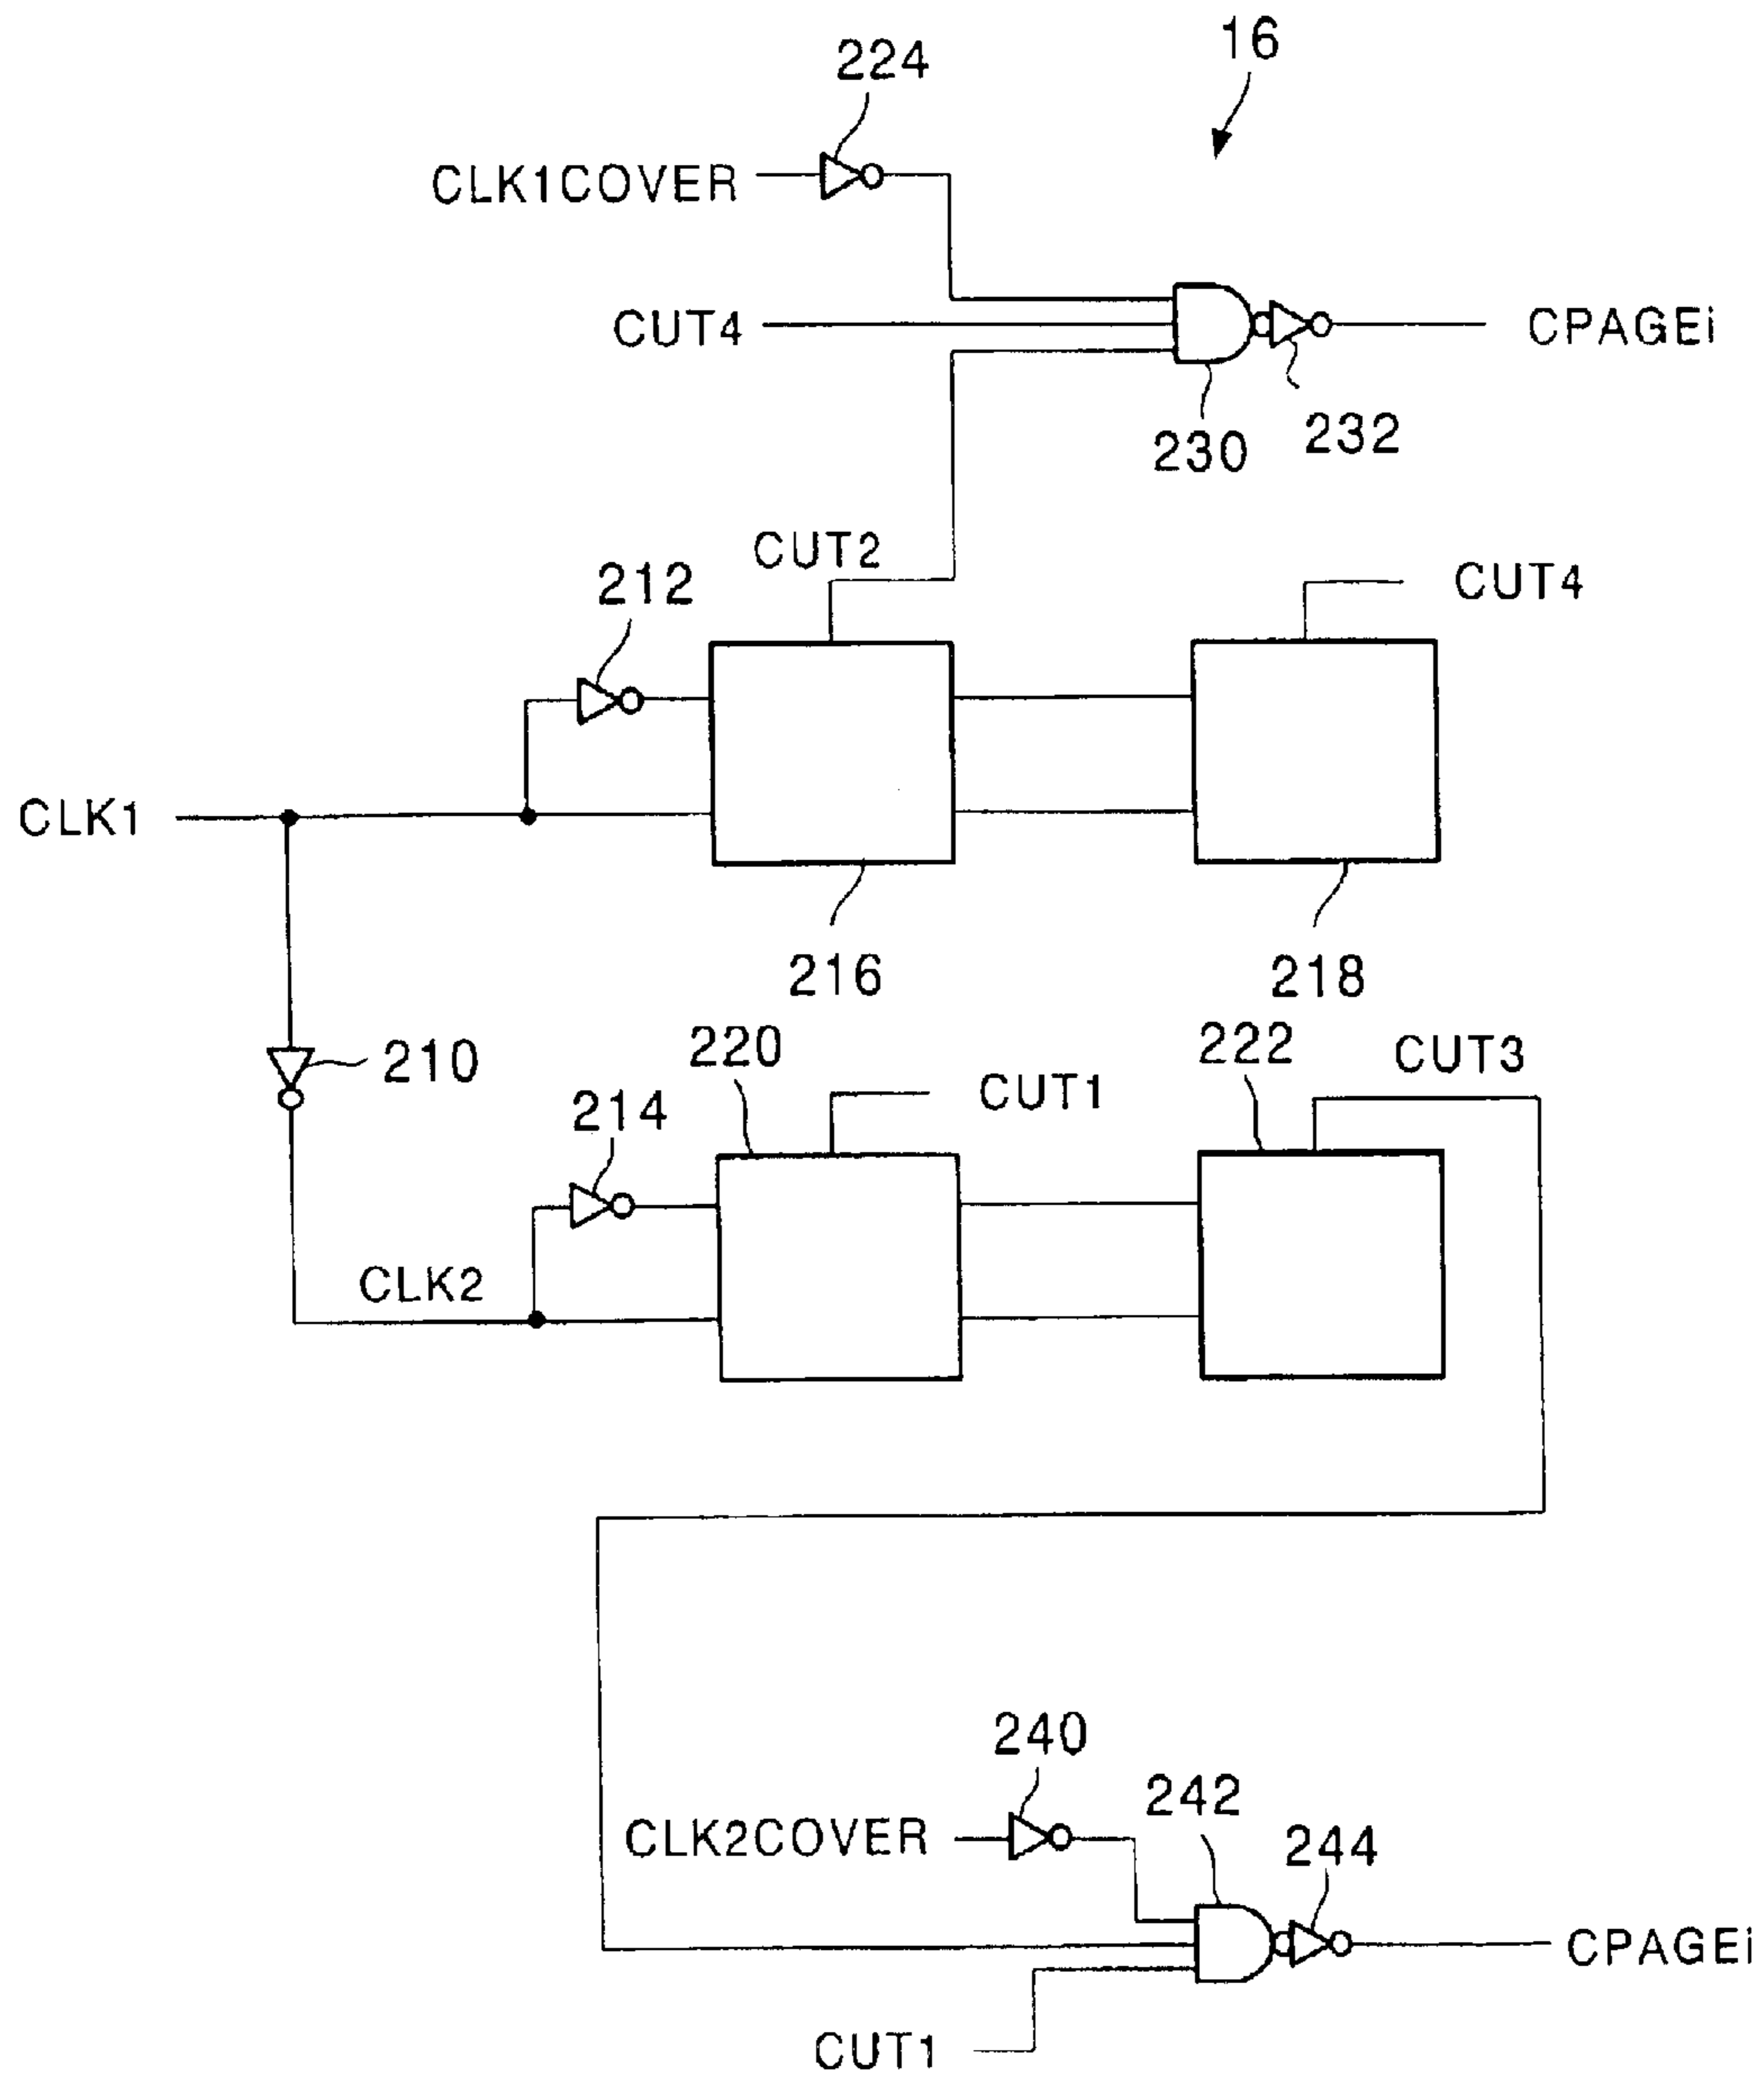 16
224
CLK1COVER
CUT4
CPAGEi
230
232
CUT2
212
CUT4
CLK1
216
218
220
222
CUT3
210
214
CUT1
CLK2
240
242
CLK2COVER
244
CPAGEi
CUT1